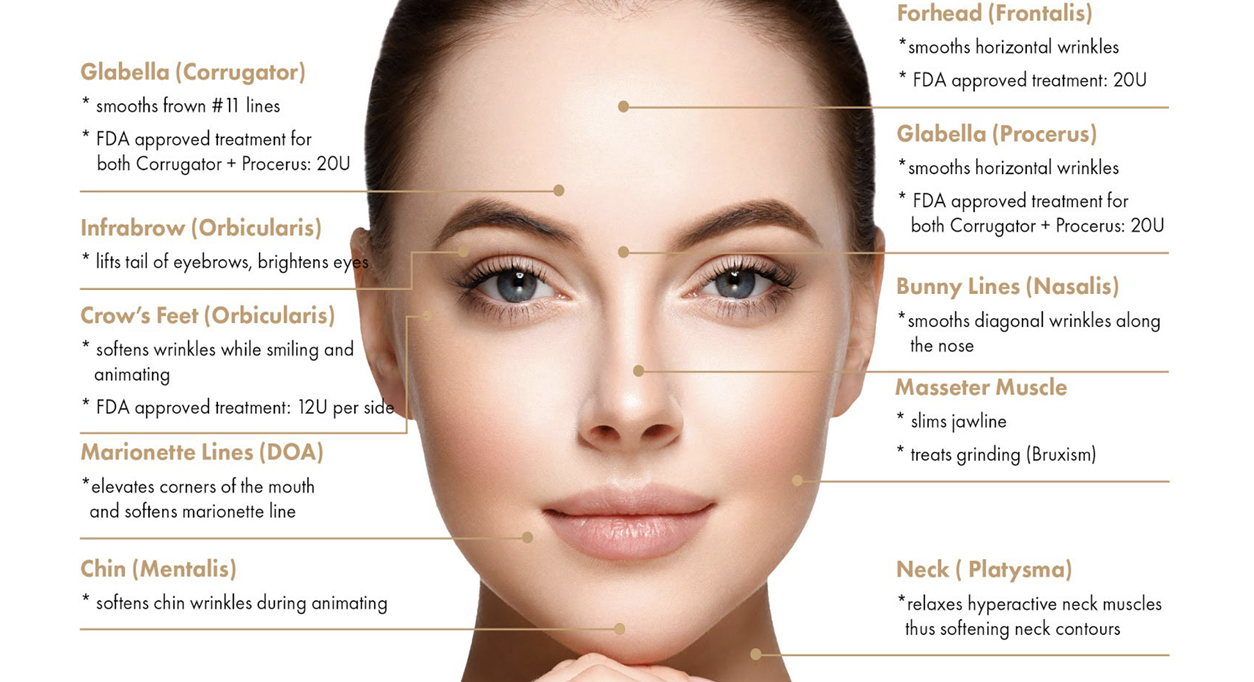 Glabella (Corrugator)
* smooths frown #11 lines
* FDA approved treatment for
both Corrugator + Procerus: 20U
Infrabrow (Orbicularis)
* lifts tail of eyebrows, brightens eyes
Crow's Feet (Orbicularis)
* softens wrinkles while smiling and
animating
* FDA approved treatment: 12U per side
Marionette Lines (DOA)
*elevates corners of the mouth
and softens marionette line
Chin (Mentalis)
* softens chin wrinkles during animating
Forhead (Frontalis)
*smooths horizontal wrinkles
* FDA approved treatment: 20U
Glabella (Procerus)
*smooths horizontal wrinkles
* FDA approved treatment for
both Corrugator + Procerus: 20U
Bunny Lines (Nasalis)
*smooths diagonal wrinkles along
the nose
Masseter Muscle
* slims jawline
* treats grinding (Bruxism)
Neck ( Platysma)
*relaxes hyperactive neck muscles
thus softening neck contours